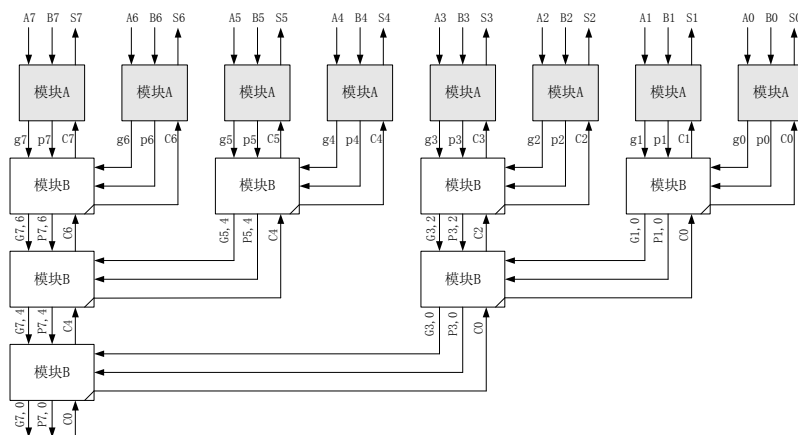 A7 B7 S7 A6 B6 S6 A5 B5 S5 A4 B4 S4 A3 B3 S3 A2 B2 S2 A1 B1 S1 A0 B0 S0
模块A 模块A 模块A 模块A 模块A 模块A 模块A 模块A
g7 p7 C7 g6 p6 C6 g5 p5 C5 g4 p4 C4 g3 p3 C3 g2 p2 C2 g1 p1 C1 g0 p0 C0
模块B 模块B 模块B 模块B
G7,6 P7,6 C6 G5,4 P5,4 C4 G3,2 P3,2 C2 G1,0 P1,0 C0
模块B 模块B
G7,4 P7,4 C4 G3,0 P3,0 C0
模块B
G7,0 P7,0 C0